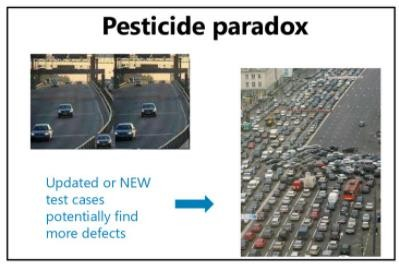 Pesticide paradox
Updated or NEW
test cases
potentially find
more defects